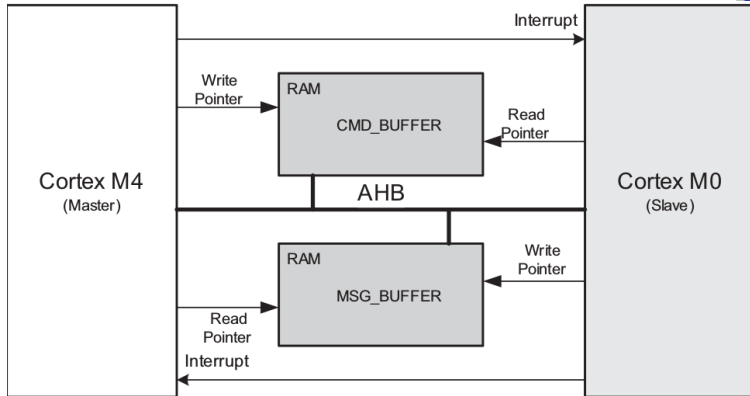 Interrupt
Write
Pointer
RAM
CMD_BUFFER
Read
Pointer
Cortex M4
(Master)
AHB
Cortex M0
(Slave)
RAM
MSG_BUFFER
Write
Pointer
Read
Pointer
Interrupt